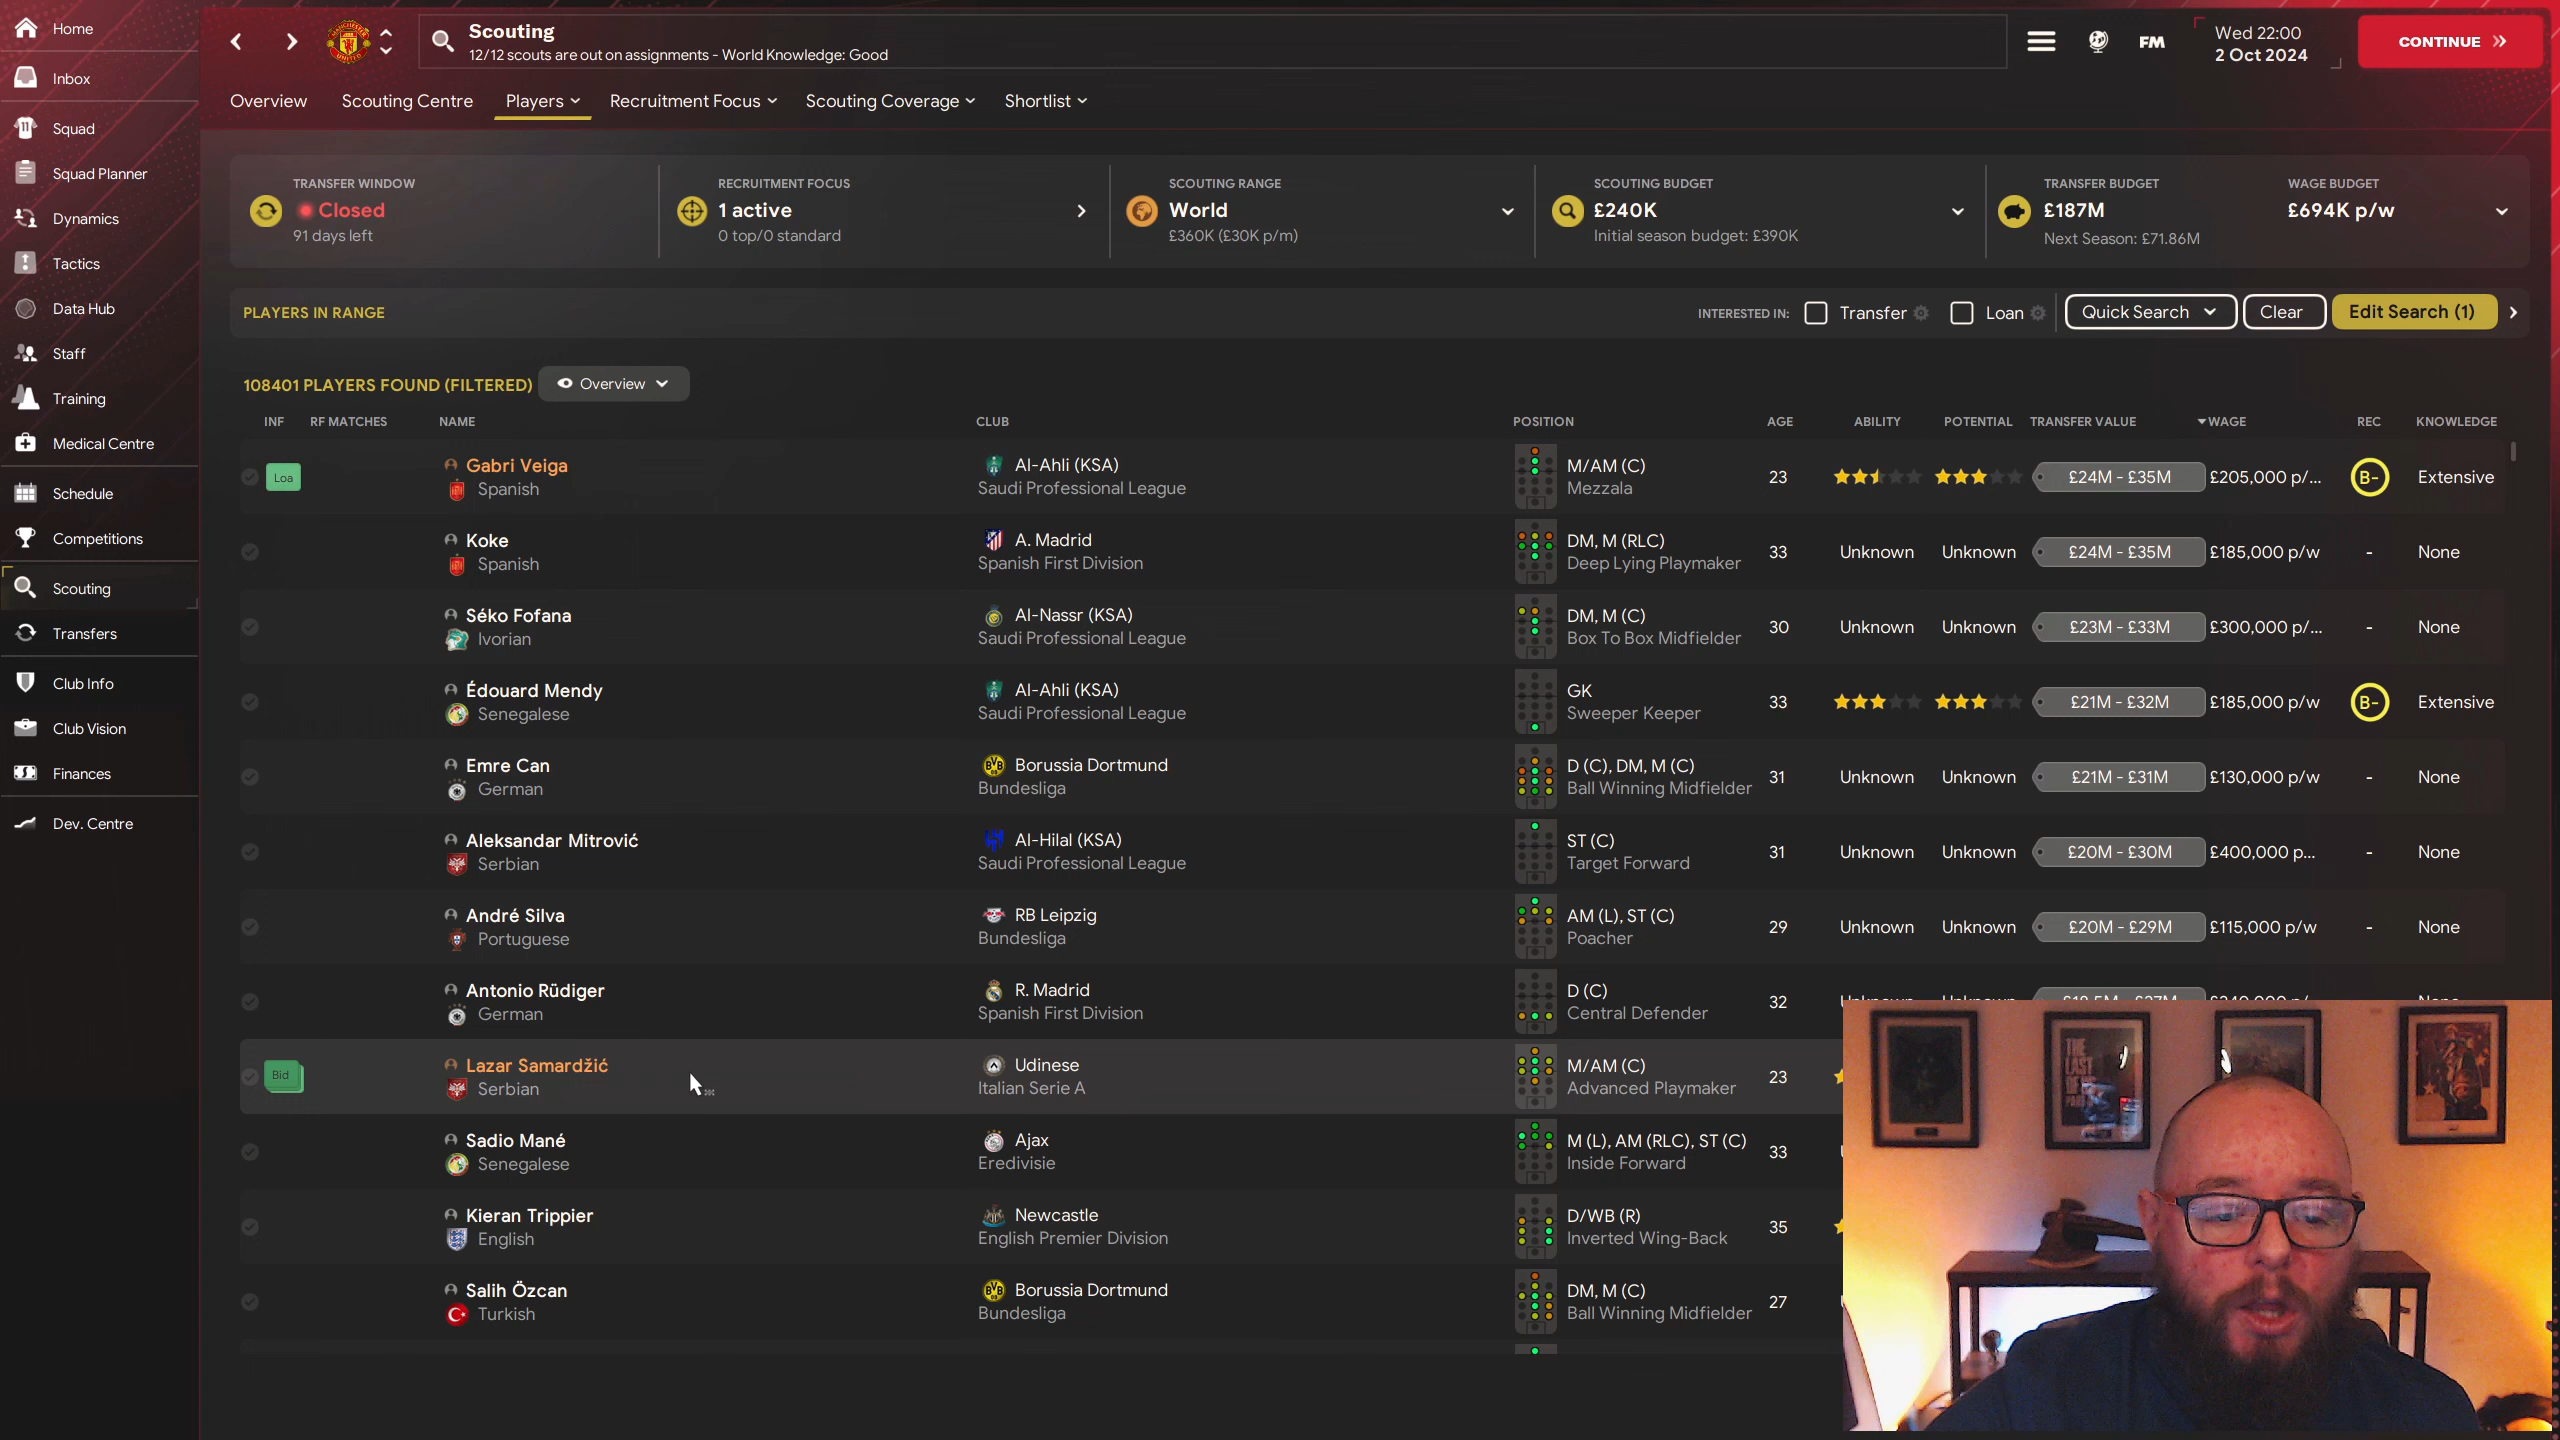 Home
Inbox
Squad
Squad Planner
Dynamics
Tactics
Data Hub
Staff
Training
Medical Centre
Schedule
Competitions
Scouting
Transfers
Club Info
Club Vision
Finances
Dev. Centre
Scouting
12/12 scouts are out on assignments - World Knowledge: Good
FM
Wed 22:00
2 Oct 2024
CONTINUE
Overview Scouting Centre Players Recruitment Focus Scouting Coverage Shortlist
TRANSFER WINDOW
Closed
91 days left
RECRUITMENT FOCUS
1 active
0 top/0 standard
SCOUTING RANGE
World
£360K (£30K p/m)
SCOUTING BUDGET
£240K
Initial season budget: £390K
TRANSFER BUDGET
£187M
Next Season: £71.86M
WAGE BUDGET
£694K p/w
PLAYERS IN RANGE
INTERESTED IN: Transfer Loan Quick Search Clear Edit Search (1)
108401 PLAYERS FOUND (FILTERED) Overview
INF RF MATCHES NAME CLUB POSITION AGE ABILITY POTENTIAL TRANSFER VALUE WAGE REC KNOWLEDGE
Loa Gabri Veiga Al-Ahli (KSA) M/AM (C) 23 £24M - £35M £205,000 p/... B- Extensive
Spanish Saudi Professional League Mezzala
Koke A. Madrid DM, M (RLC) 33 Unknown Unknown £24M - £35M £185,000 p/w - None
Spanish Spanish First Division Deep Lying Playmaker
Séko Fofana Al-Nassr (KSA) DM, M (C) 30 Unknown Unknown £23M - £33M £300,000 p/... - None
Ivorian Saudi Professional League Box To Box Midfielder
Édouard Mendy Al-Ahli (KSA) GK 33 £21M - £32M £185,000 p/w B- Extensive
Senegalese Saudi Professional League Sweeper Keeper
Emre Can Borussia Dortmund D (C), DM, M (C) 31 Unknown Unknown £21M - £31M £130,000 p/w - None
German Bundesliga Ball Winning Midfielder
Aleksandar Mitrović Al-Hilal (KSA) ST (C) 31 Unknown Unknown £20M - £30M £400,000 p... - None
Serbian Saudi Professional League Target Forward
André Silva RB Leipzig AM (L), ST (C) 29 Unknown Unknown £20M - £29M £115,000 p/w - None
Portuguese Bundesliga Poacher
Antonio Rüdiger R. Madrid D (C) 32
German Spanish First Division Central Defender
Bid Lazar Samardžić Udinese M/AM (C) 23
Serbian Italian Serie A Advanced Playmaker
Sadio Mané Ajax M (L), AM (RLC), ST (C) 33
Senegalese Eredivisie Inside Forward
Kieran Trippier Newcastle D/WB (R) 35
English English Premier Division Inverted Wing-Back
Salih Özcan Borussia Dortmund DM, M (C) 27
Turkish Bundesliga Ball Winning Midfielder
THE LAST OF